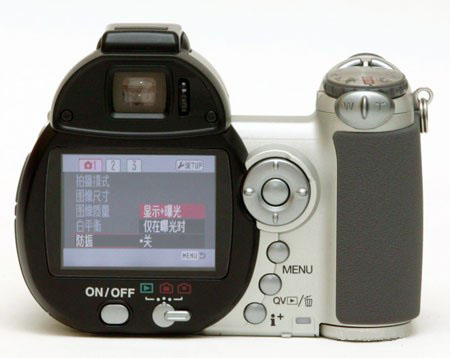 1 2 3 SETUP
拍摄模式
图像尺寸
图像质量 显示+曝光
白平衡 仅在曝光时
防振 •关
MENU
ON/OFF
W T
MENU
QV
i+